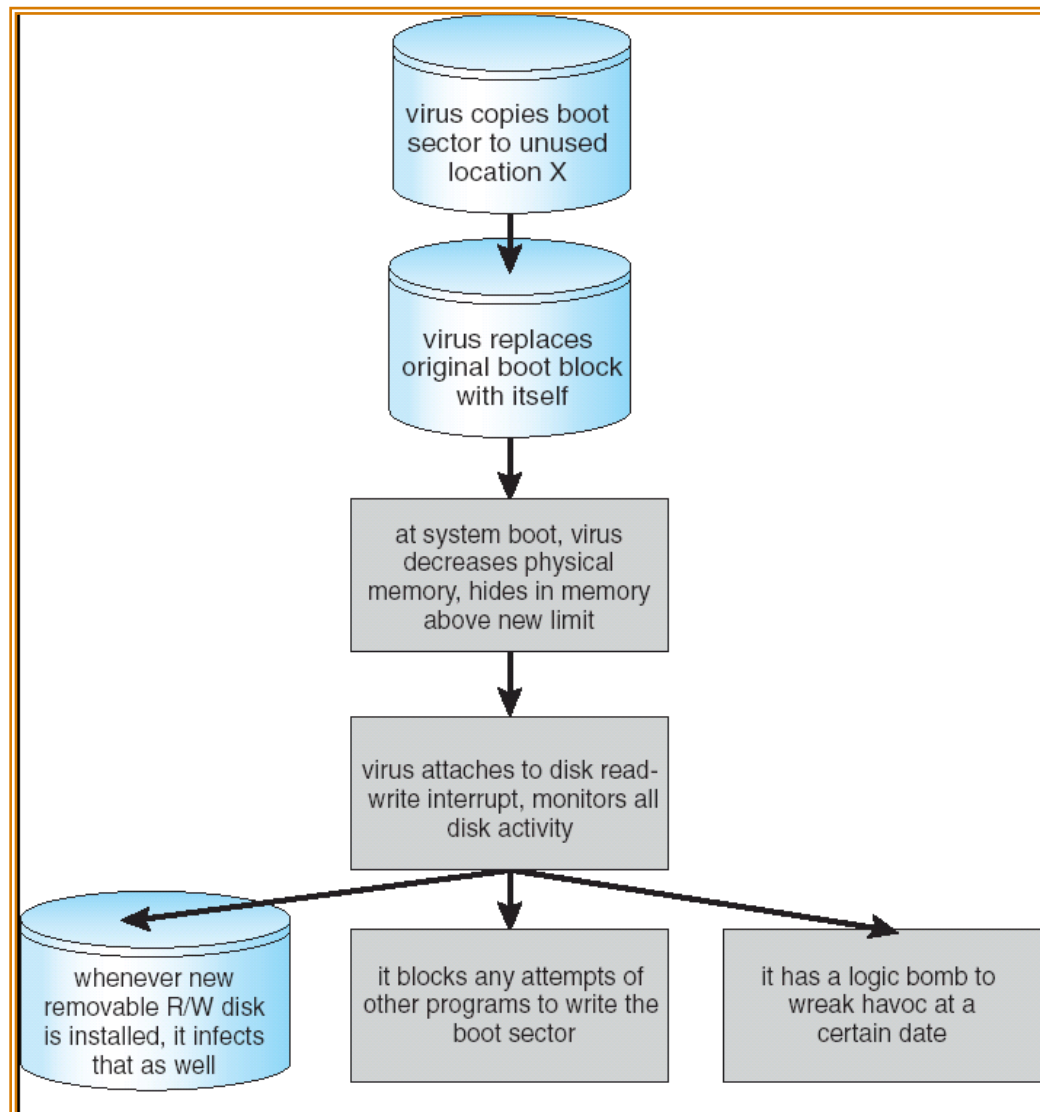 virus copies boot
sector to unused
location X
virus replaces
original boot block
with itself
at system boot, virus
decreases physical
memory, hides in memory
above new limit
virus attaches to disk read-
write interrupt, monitors all
disk activity
whenever new
removable R/W disk
is installed, it infects
that as well
it blocks any attempts of
other programs to write the
boot sector
it has a logic bomb to
wreak havoc at a
certain date